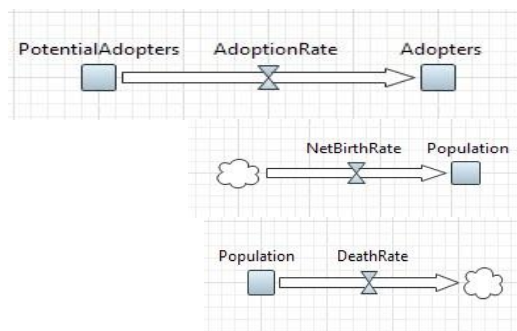 PotentialAdopters AdoptionRate Adopters
NetBirthRate Population
Population DeathRate